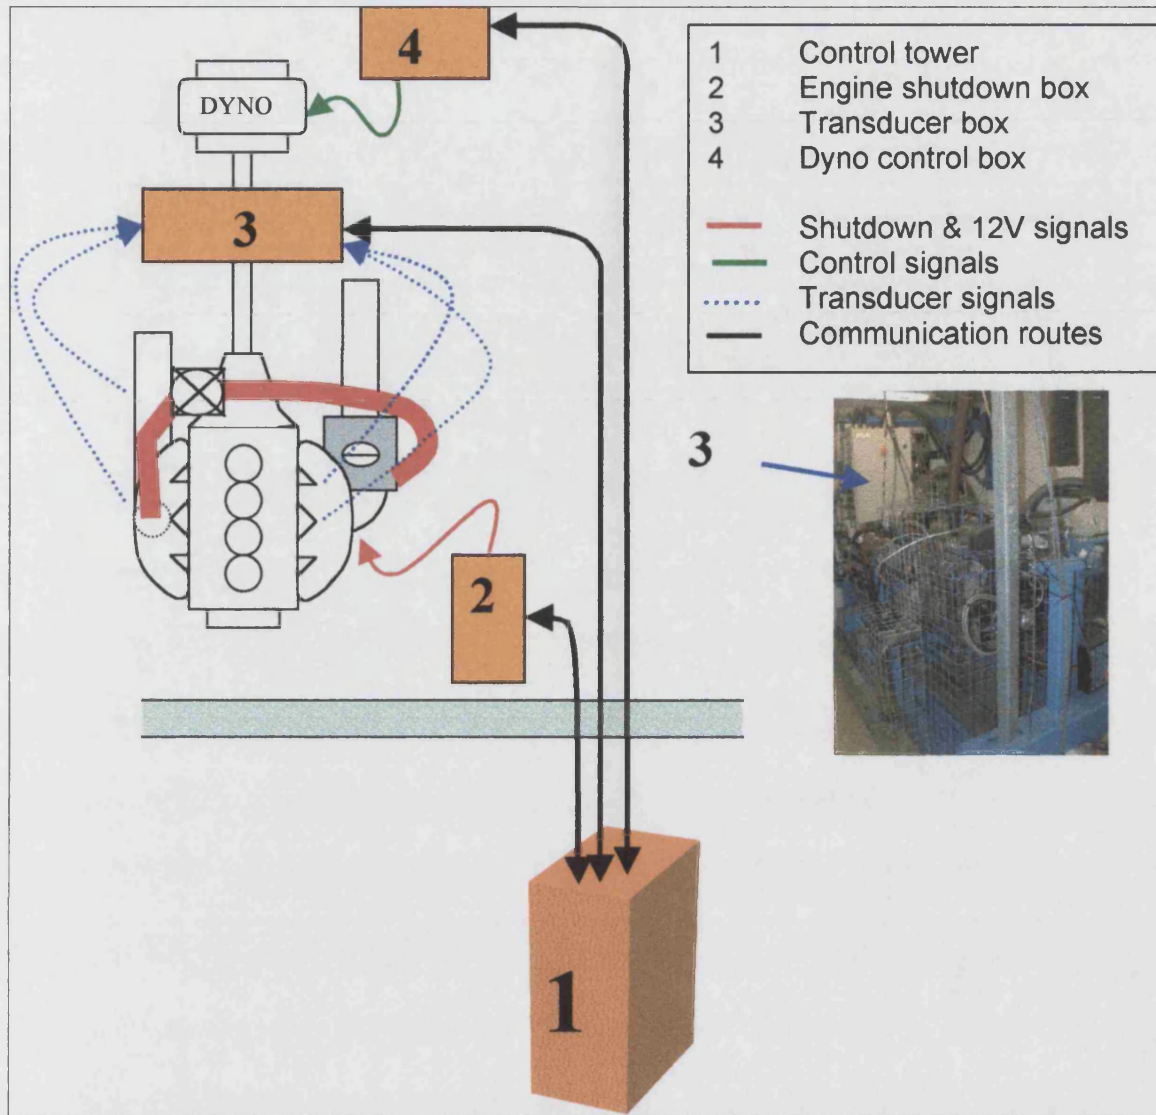 4
DYNO
3
2
1
1 Control tower
2 Engine shutdown box
3 Transducer box
4 Dyno control box
Shutdown & 12V signals
Control signals
Transducer signals
Communication routes
3